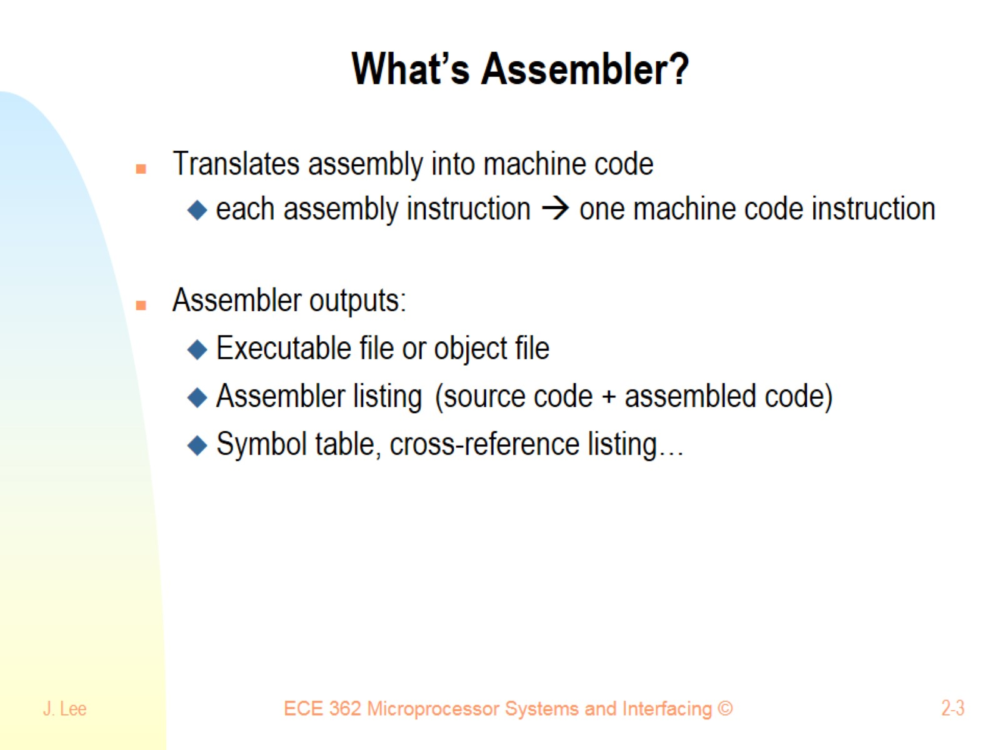 What’s Assembler?
Translates assembly into machine code
each assembly instruction → one machine code instruction
Assembler outputs:
Executable file or object file
Assembler listing (source code + assembled code)
Symbol table, cross-reference listing…
J. Lee
ECE 362 Microprocessor Systems and Interfacing ©
2-3